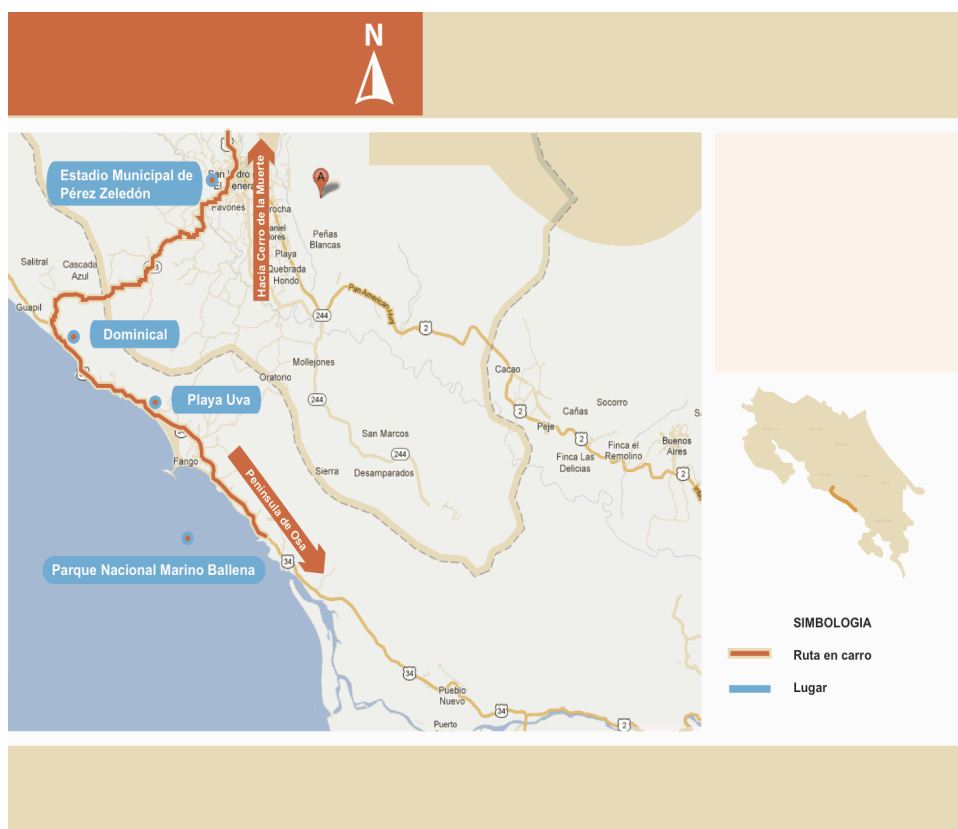 N
Estadio Municipal de
Pérez Zeledón
A
Hacia Cerro de la Muerte
Pavones
Peñas
Blancas
Playa
Quebrada
Hondo
Salitral
Cascada
Azul
Guapil
Dominical
244
Pan American Hwy
2
Mollejones
Oratorio
Cacao
Playa Uva
244
2
Cañas
Socorro
Peje
2
San Marcos
244
Desamparados
Sierra
Fango
Finca el
Remolino
Finca Las
Delicias
Buenos
Aires
2
Península de Osa
Parque Nacional Marino Ballena
34
34
Pueblo
Nuevo
34
Puerto
2
SIMBOLOGIA
Ruta en carro
Lugar